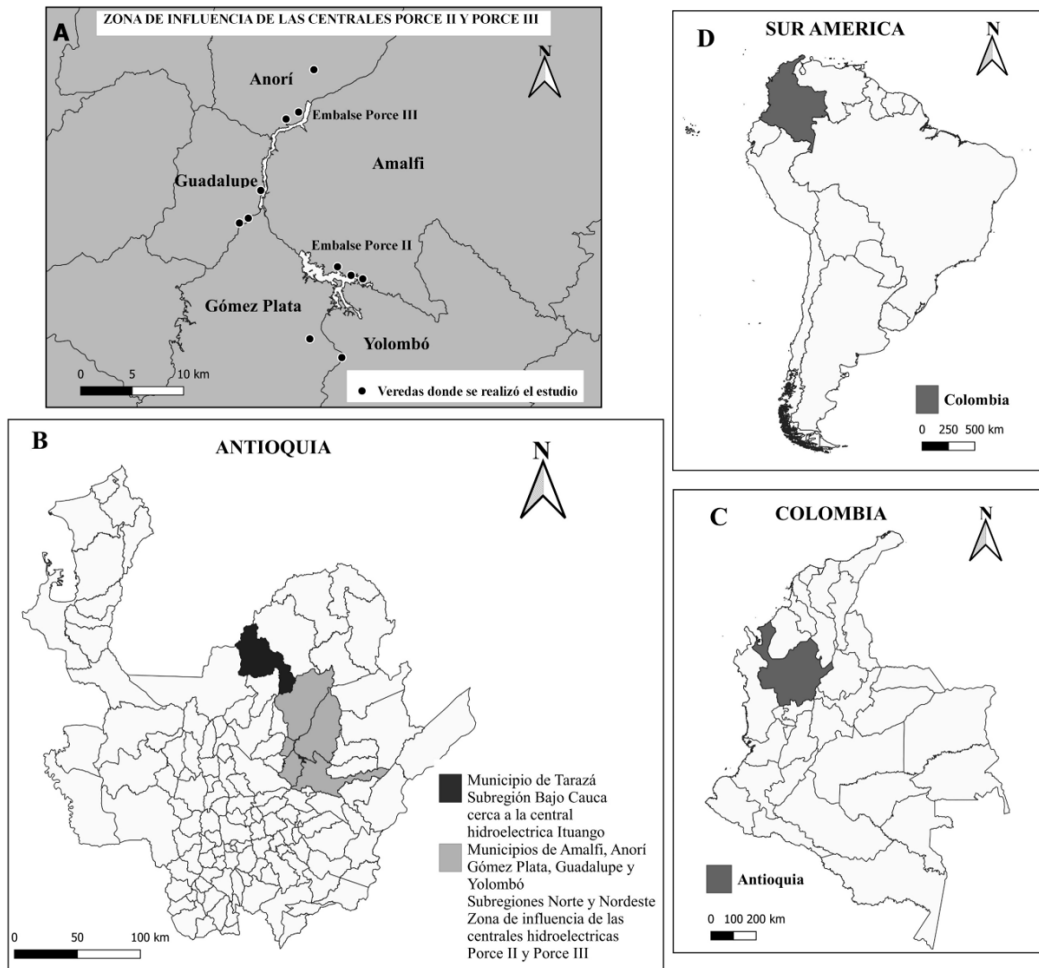 A
ZONA DE INFLUENCIA DE LAS CENTRALES PORCE II Y PORCE III
N
Anorí
Embalse Porce III
Amalfi
Guadalupe
Embalse Porce II
Gómez Plata
Yolombó
0 5 10 km
Veredas donde se realizó el estudio
D
SUR AMERICA
N
Colombia
0 250 500 km
B
ANTIOQUIA
N
Municipio de Tarazá
Subregión Bajo Cauca
cerca a la central
hidroelectrica Ituango
Municipios de Amalfi, Anorí
Gómez Plata, Guadalupe y
Yolombó
Subregiones Norte y Nordeste
Zona de influencia de las
centrales hidroelectricas
Porce II y Porce III
0 50 100 km
C
COLOMBIA
N
Antioquia
0 100 200 km